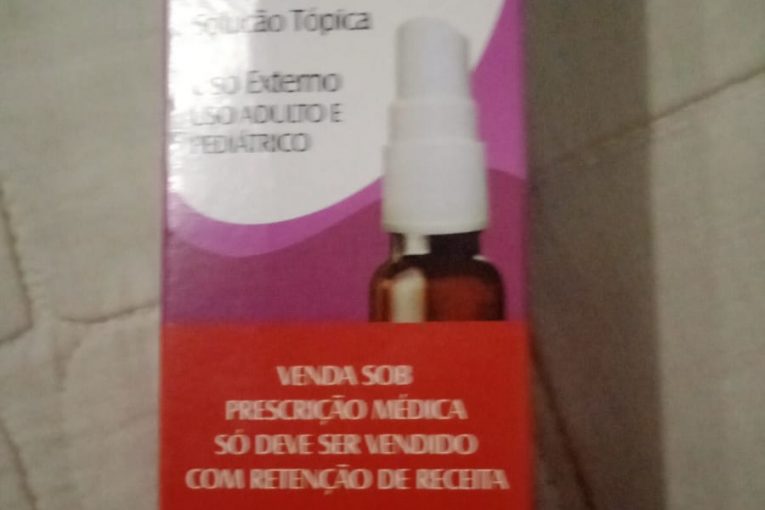 Solução Tópica
Uso Externo
USO ADULTO E
PEDIÁTRICO
VENDA SOB
PRESCRIÇÃO MÉDICA
SÓ DEVE SER VENDIDO
COM RETENÇÃO DE RECEITA